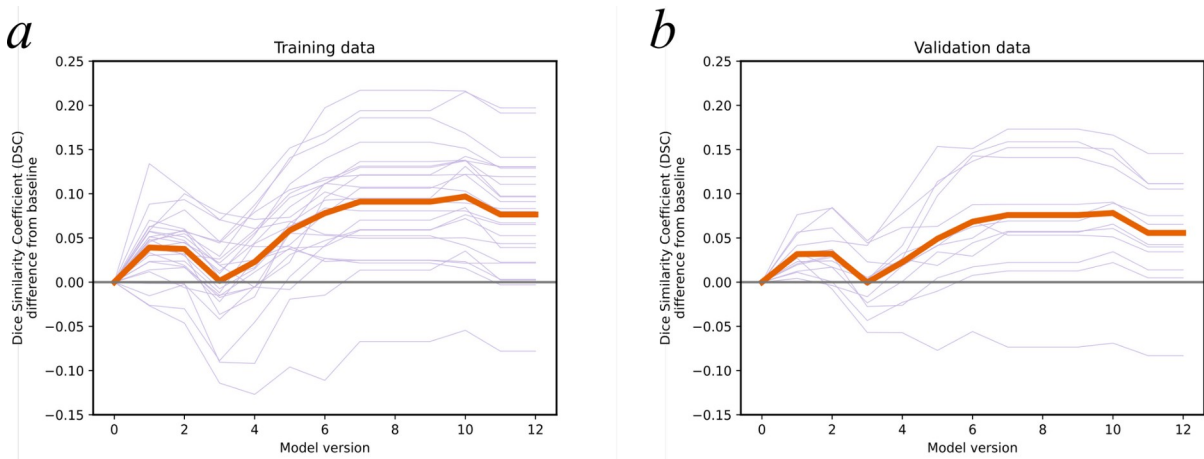 a
Training data
Dice Similarity Coefficient (DSC)
difference from baseline
0.25
0.20
0.15
0.10
0.05
0.00
−0.05
−0.10
−0.15
0 2 4 6 8 10 12
Model version
b
Validation data
Dice Similarity Coefficient (DSC)
difference from baseline
0.25
0.20
0.15
0.10
0.05
0.00
−0.05
−0.10
−0.15
0 2 4 6 8 10 12
Model version